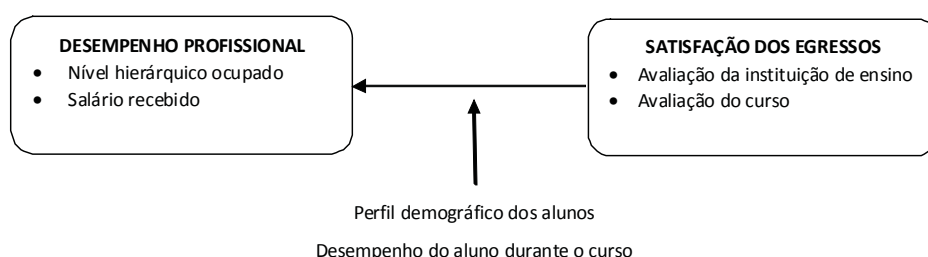 DESEMPENHO PROFISSIONAL
• Nível hierárquico ocupado
• Salário recebido
SATISFAÇÃO DOS EGRESSOS
• Avaliação da instituição de ensino
• Avaliação do curso
Perfil demográfico dos alunos
Desempenho do aluno durante o curso